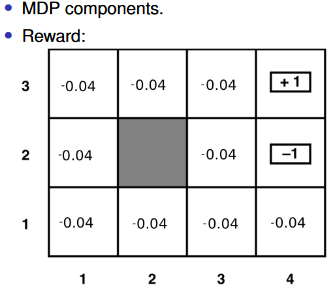 • MDP components.
• Reward:
3 -0.04 -0.04 -0.04 +1
2 -0.04 -0.04 –1
1 -0.04 -0.04 -0.04 -0.04
1 2 3 4